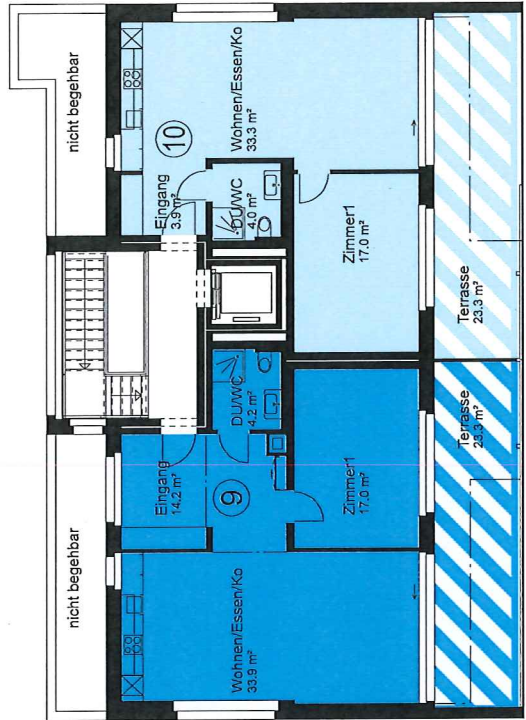 nicht begehbar
Eingang
3.9 m²
10
Wohnen/Essen/Ko
33.3 m²
DU/WC
4.0 m²
Zimmer1
17.0 m²
Terrasse
23.3 m²
nicht begehbar
Eingang
14.2 m²
9
DU/WC
4.2 m²
Wohnen/Essen/Ko
33.9 m²
Zimmer1
17.0 m²
Terrasse
23.3 m²